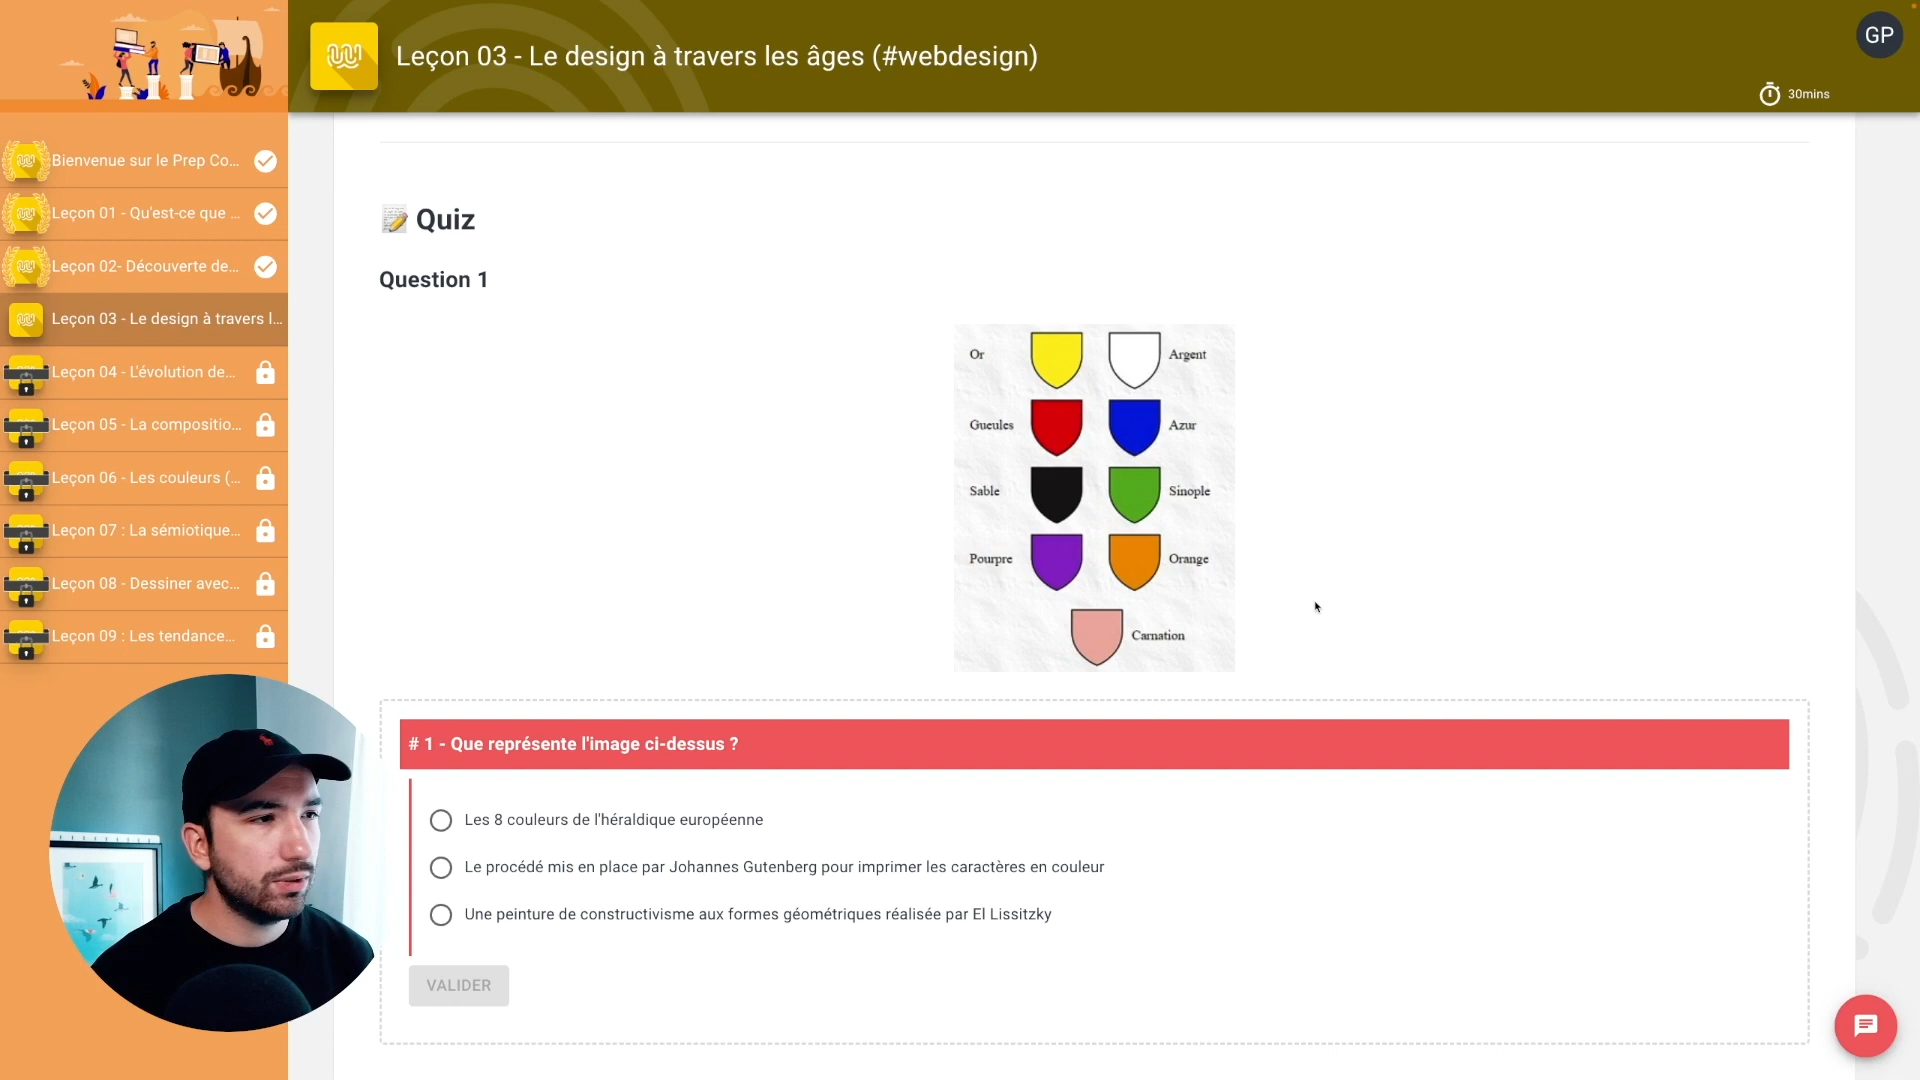 Leçon 03 - Le design à travers les âges (#webdesign)
GP
30mins
Bienvenue sur le Prep Co...
Leçon 01 - Qu'est-ce que ...
Leçon 02- Découverte de...
Leçon 03 - Le design à travers l...
Leçon 04 - L'évolution de...
Leçon 05 - La compositio...
Leçon 06 - Les couleurs (...
Leçon 07 : La sémiotique...
Leçon 08 - Dessiner avec...
Leçon 09 : Les tendance...
Quiz
Question 1
Or
Argent
Gueules
Azur
Sable
Sinople
Pourpre
Orange
Carnation
# 1 - Que représente l'image ci-dessus ?
Les 8 couleurs de l'héraldique européenne
Le procédé mis en place par Johannes Gutenberg pour imprimer les caractères en couleur
Une peinture de constructivisme aux formes géométriques réalisée par El Lissitzky
VALIDER